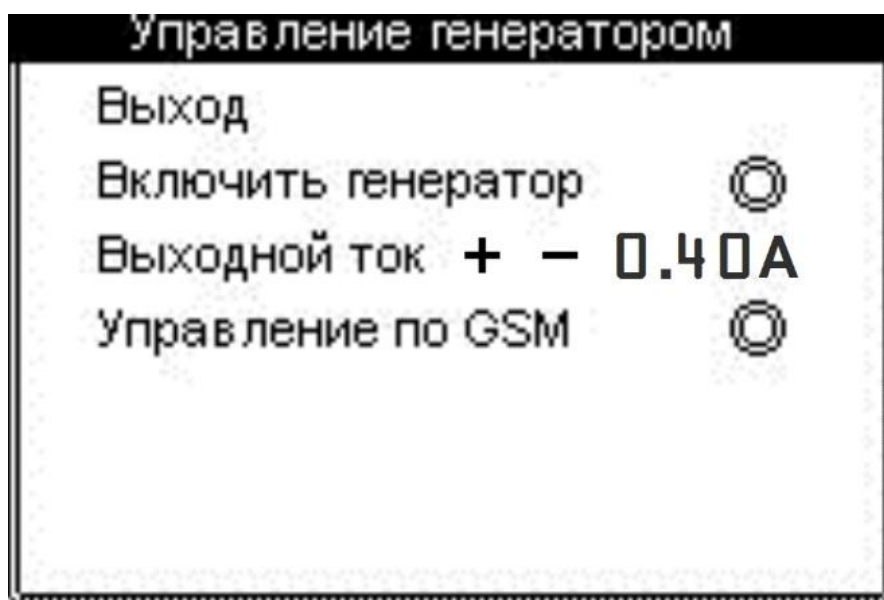 Управление генератором
Выход
Включить генератор
Выходной ток + - 0.40A
Управление по GSM